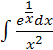 ∫ e^{1/x} dx / x²